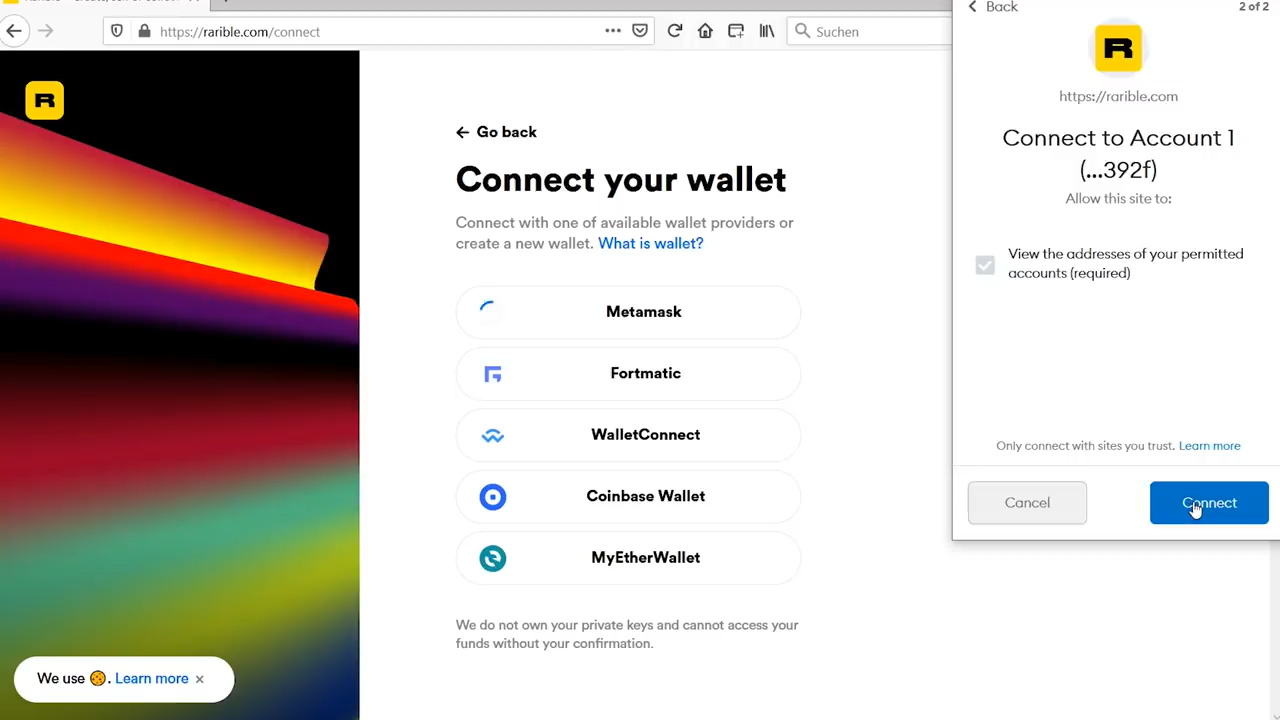 https://rarible.com/connect
Suchen
R
← Go back
Connect your wallet
Connect with one of available wallet providers or
create a new wallet. What is wallet?
Metamask
Fortmatic
WalletConnect
Coinbase Wallet
MyEtherWallet
We do not own your private keys and cannot access your
funds without your confirmation.
We use 🍪. Learn more ×
Back
2 of 2
R
https://rarible.com
Connect to Account 1
(...392f)
Allow this site to:
View the addresses of your permitted
accounts (required)
Only connect with sites you trust. Learn more
Cancel
Connect